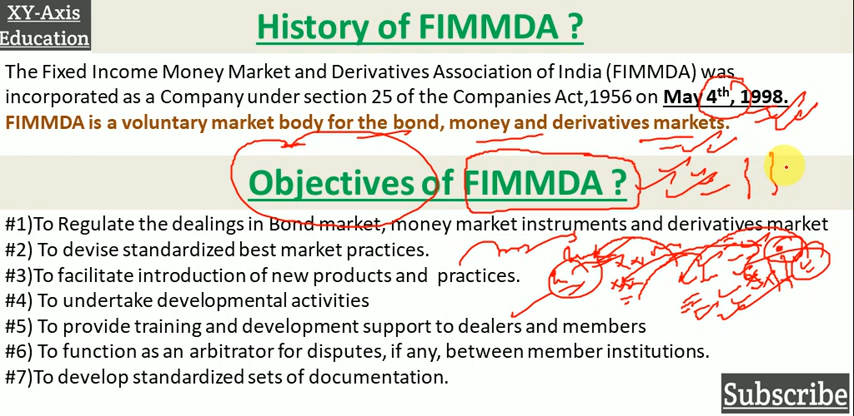 XY-Axis
Education
History of FIMMDA ?
The Fixed Income Money Market and Derivatives Association of India (FIMMDA) was
incorporated as a Company under section 25 of the Companies Act,1956 on May 4th, 1998.
FIMMDA is a voluntary market body for the bond, money and derivatives markets.
Objectives of FIMMDA ?
#1)To Regulate the dealings in Bond market, money market instruments and derivatives market
#2) To devise standardized best market practices.
#3)To facilitate introduction of new products and practices.
#4) To undertake developmental activities
#5) To provide training and development support to dealers and members
#6) To function as an arbitrator for disputes, if any, between member institutions.
#7)To develop standardized sets of documentation.
Subscribe